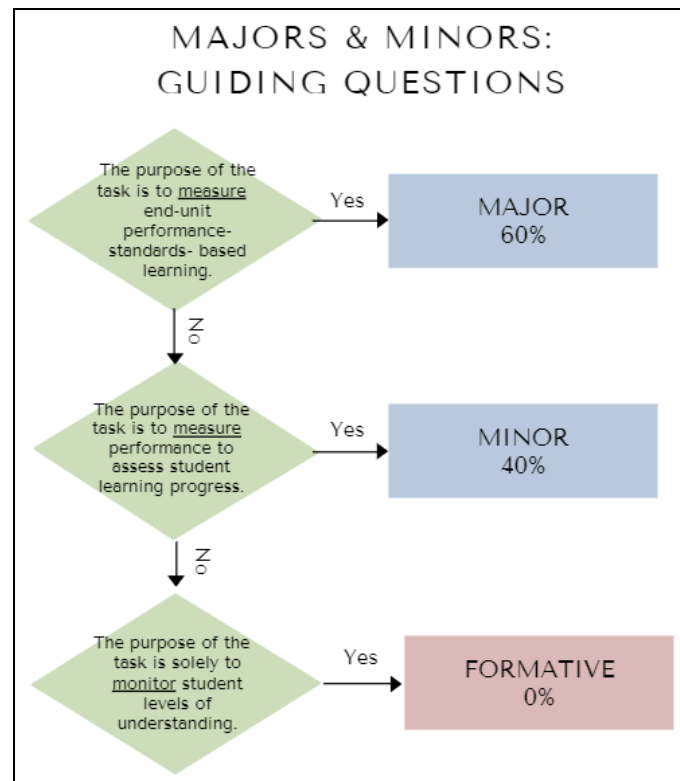 MAJORS & MINORS:
GUIDING QUESTIONS
The purpose of the
task is to measure
end-unit
performance-
standards- based
learning.
Yes
MAJOR
60%
No
The purpose of the
task is to measure
performance to
assess student
learning progress.
Yes
MINOR
40%
No
The purpose of the
task is solely to
monitor student
levels of
understanding.
Yes
FORMATIVE
0%